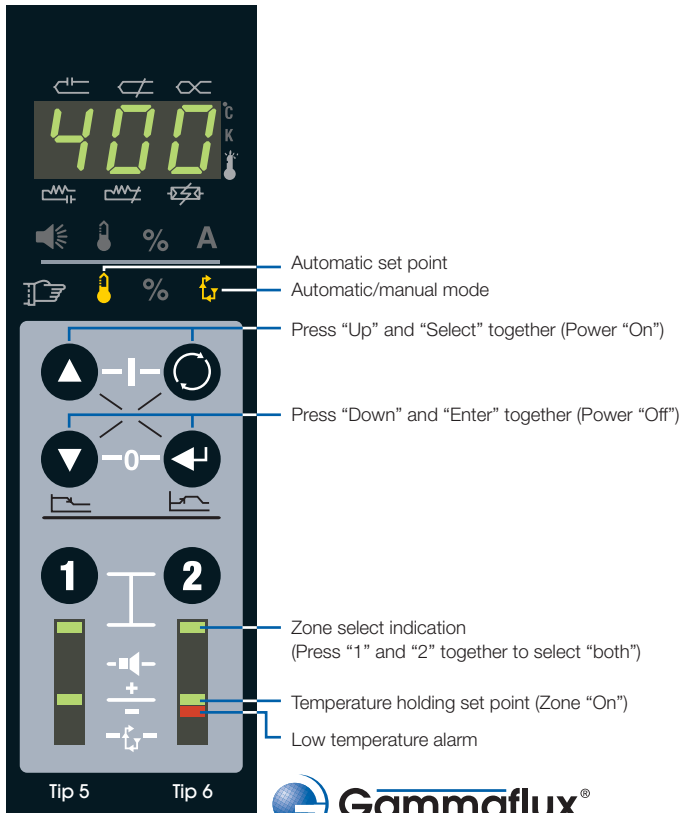 400
°C
K
% A
Automatic set point
%
Automatic/manual mode
Press “Up” and “Select” together (Power “On”)
Press “Down” and “Enter” together (Power “Off”)
0
1 2
Zone select indication
(Press “1” and “2” together to select “both”)
+
Temperature holding set point (Zone “On”)
−
Low temperature alarm
Tip 5 Tip 6
Gammaflux®